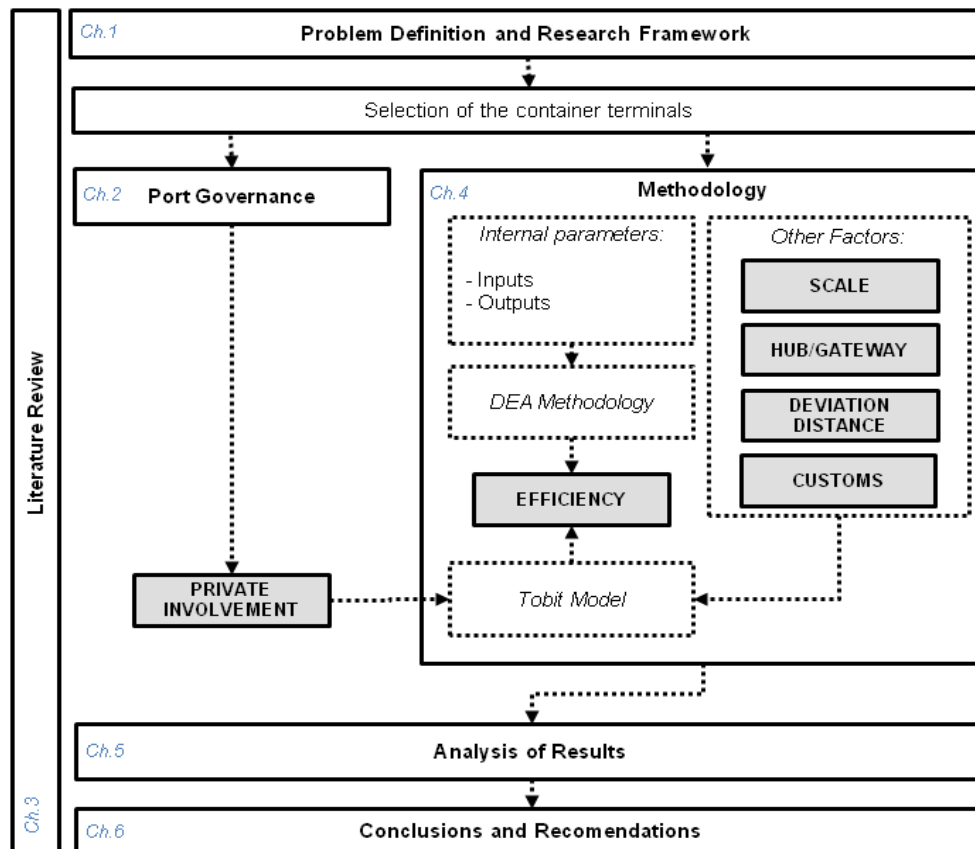 Ch.1
Problem Definition and Research Framework
Selection of the container terminals
Ch.2
Port Governance
Ch.4
Methodology
Internal parameters:
- Inputs
- Outputs
Other Factors:
SCALE
HUB/GATEWAY
DEVIATION
DISTANCE
CUSTOMS
DEA Methodology
EFFICIENCY
PRIVATE
INVOLVEMENT
Tobit Model
Literature Review
Ch.3
Ch.5
Analysis of Results
Ch.6
Conclusions and Recomendations